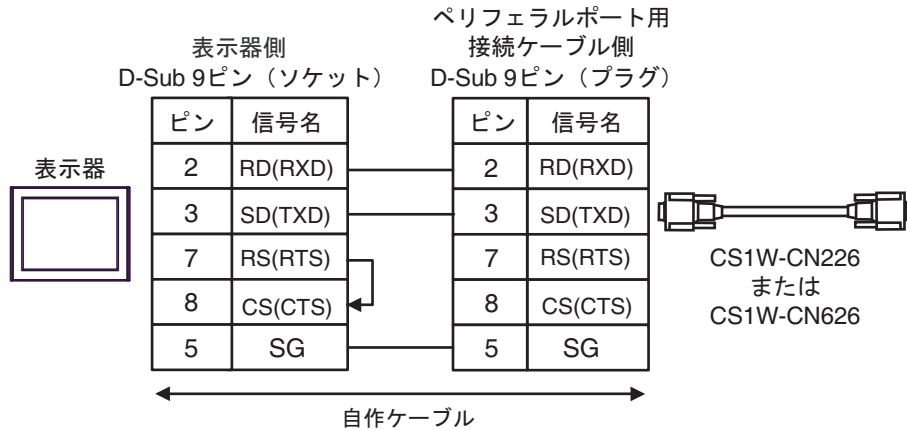 表示器側
D-Sub 9ピン（ソケット）
ペリフェラルポート用
接続ケーブル側
D-Sub 9ピン（プラグ）
表示器
ピン 信号名
2 RD(RXD)
3 SD(TXD)
7 RS(RTS)
8 CS(CTS)
5 SG
ピン 信号名
2 RD(RXD)
3 SD(TXD)
7 RS(RTS)
8 CS(CTS)
5 SG
CS1W-CN226
または
CS1W-CN626
自作ケーブル